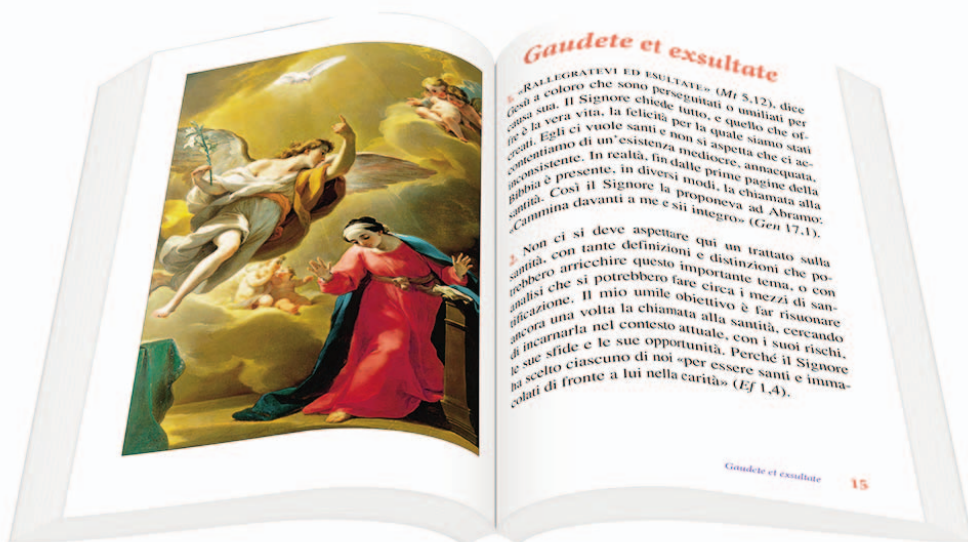 Gaudete et exsultate
1. «RALLEGRATEVI ED ESULTATE» (Mt 5,12), dice
Gesù a coloro che sono perseguitati o umiliati per
causa sua. Il Signore chiede tutto, e quello che of-
fre è la vera vita, la felicità per la quale siamo stati
creati. Egli ci vuole santi e non si aspetta che ci ac-
contentiamo di un'esistenza mediocre, annacquata,
inconsistente. In realtà, fin dalle prime pagine della
Bibbia è presente, in diversi modi, la chiamata alla
santità. Così il Signore la proponeva ad Abramo:
«Cammina davanti a me e sii integro» (Gen 17,1).
2. Non ci si deve aspettare qui un trattato sulla
santità, con tante definizioni e distinzioni che po-
trebbero arricchire questo importante tema, o con
analisi che si potrebbero fare circa i mezzi di san-
tificazione. Il mio umile obiettivo è far risuonare
ancora una volta la chiamata alla santità, cercando
di incarnarla nel contesto attuale, con i suoi rischi,
le sue sfide e le sue opportunità. Perché il Signore
ha scelto ciascuno di noi «per essere santi e imma-
colati di fronte a lui nella carità» (Ef 1,4).
Gaudete et exsultate 15